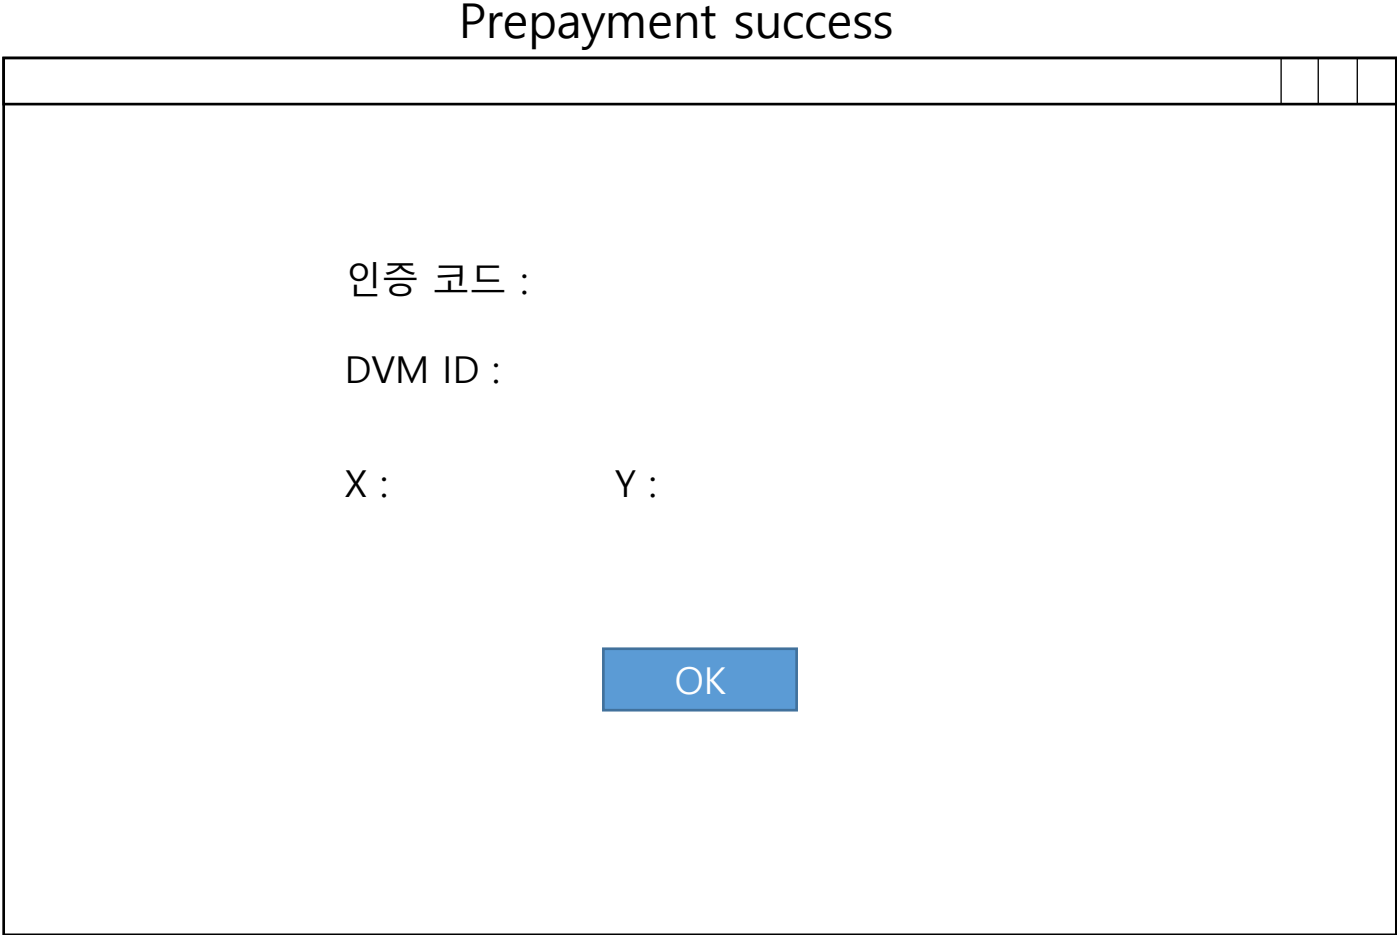 Prepayment success
인증 코드 :
DVM ID :
X : Y :
OK